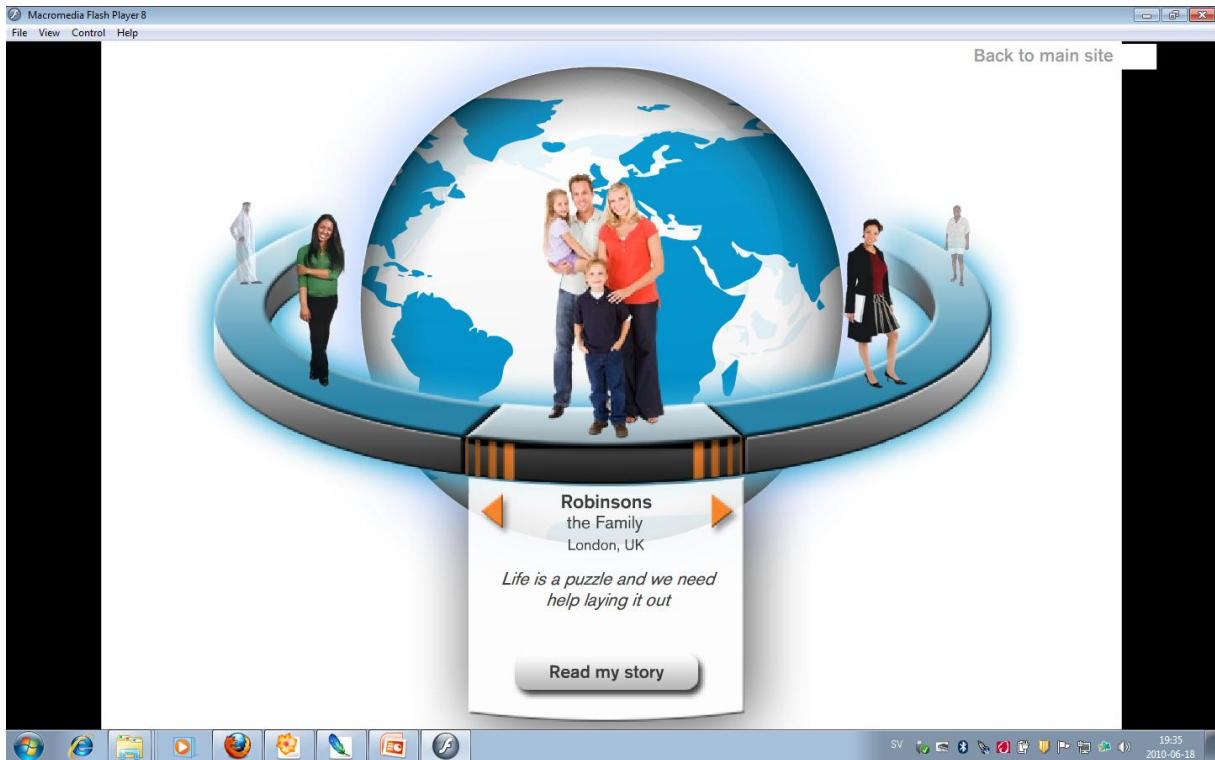 Macromedia Flash Player 8
File View Control Help
Back to main site
Robinsons
the Family
London, UK
Life is a puzzle and we need
help laying it out
Read my story
SV
19:35
2010-06-18